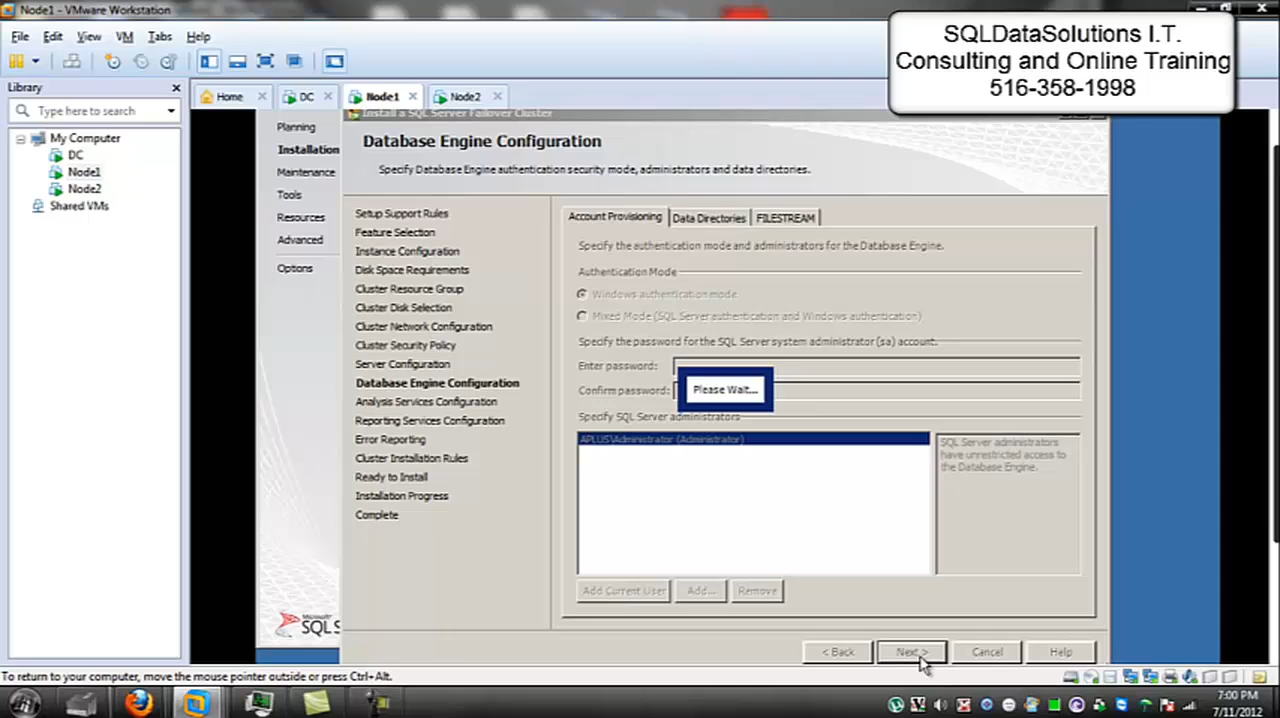 Node1 - VMware Workstation
File Edit View VM Tabs Help
SQLDataSolutions I.T.
Consulting and Online Training
516-358-1998
Library
Type here to search
My Computer
DC
Node1
Node2
Shared VMs
Home DC Node1 Node2
Install a SQL Server Failover Cluster
Planning
Installation
Maintenance
Tools
Resources
Advanced
Options
Microsoft
SQLS
Database Engine Configuration
Specify Database Engine authentication security mode, administrators and data directories.
Setup Support Rules
Feature Selection
Instance Configuration
Disk Space Requirements
Cluster Resource Group
Cluster Disk Selection
Cluster Network Configuration
Cluster Security Policy
Server Configuration
Database Engine Configuration
Analysis Services Configuration
Reporting Services Configuration
Error Reporting
Cluster Installation Rules
Ready to Install
Installation Progress
Complete
Account Provisioning Data Directories FILESTREAM
Specify the authentication mode and administrators for the Database Engine.
Authentication Mode
Windows authentication mode
Mixed Mode (SQL Server authentication and Windows authentication)
Specify the password for the SQL Server system administrator (sa) account.
Enter password:
Confirm password:
Please Wait...
Specify SQL Server administrators
APLUS\Administrator (Administrator)
SQL Server administrators
have unrestricted access to
the Database Engine.
Add Current User Add... Remove
< Back Next > Cancel Help
To return to your computer, move the mouse pointer outside or press Ctrl+Alt.
7:00 PM
7/11/2012